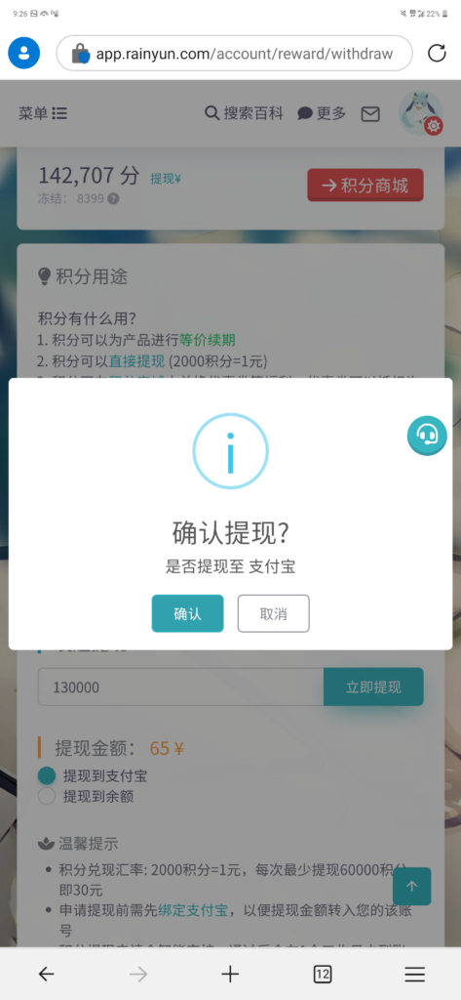 9:26
22%
app.rainyun.com/account/reward/withdraw
菜单
搜索百科
更多
142,707 分 提现¥
冻结： 8399
积分商城
积分用途
积分有什么用？
1. 积分可以为产品进行等价续期
2. 积分可以直接提现 (2000积分=1元)
确认提现?
是否提现至 支付宝
确认
取消
130000
立即提现
提现金额： 65 ¥
提现到支付宝
提现到余额
温馨提示
积分兑现汇率: 2000积分=1元，每次最少提现60000积分
即30元
申请提现前需先绑定支付宝，以便提现金额转入您的该账
号
12